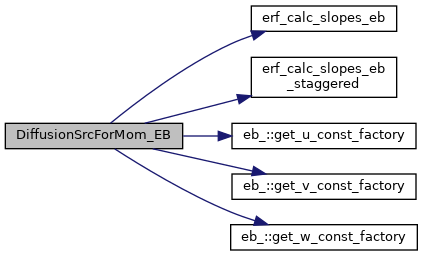 erf_calc_slopes_eb
erf_calc_slopes_eb
_staggered
DiffusionSrcForMom_EB
eb_::get_u_const_factory
eb_::get_v_const_factory
eb_::get_w_const_factory